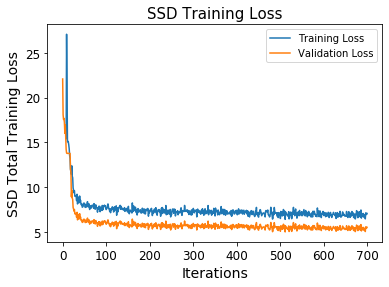 SSD Training Loss
Training Loss
Validation Loss
SSD Total Training Loss
25
20
15
10
5
0
100
200
300
400
500
600
700
Iterations